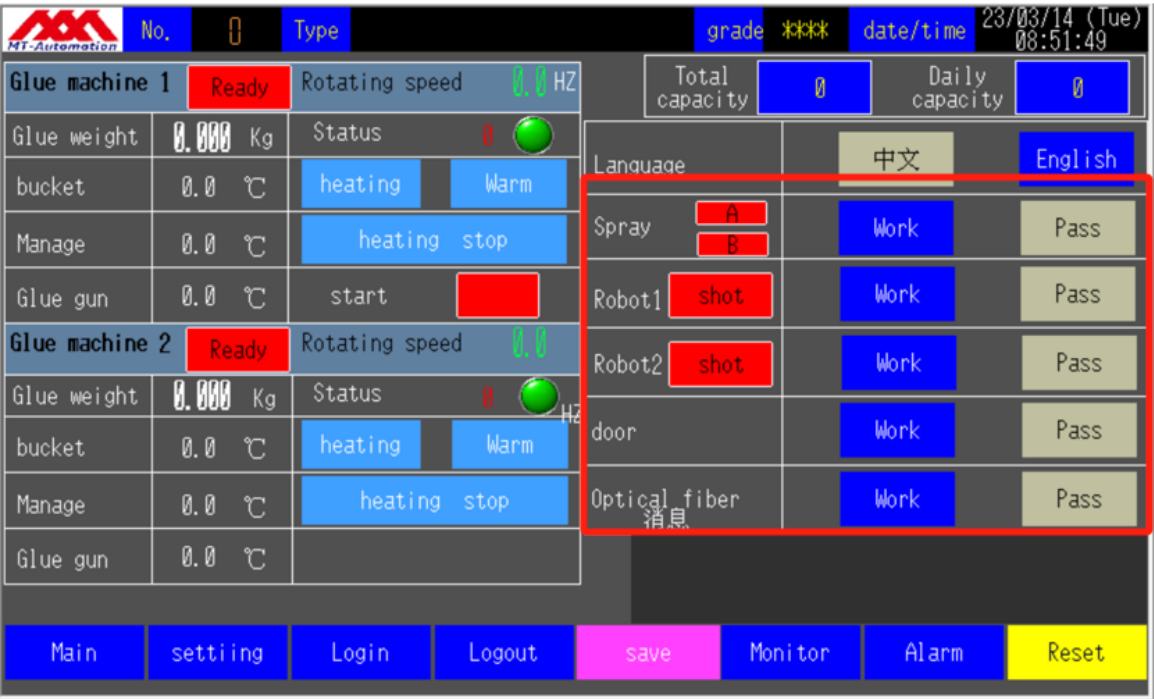 MT-Automation No. 0 Type grade **** date/time 23/03/14 (Tue)
08:51:49
Glue machine 1 Ready Rotating speed 0.0 HZ
Glue weight 0.000 Kg Status 0
bucket 0.0 ℃ heating Warm
Manage 0.0 ℃ heating stop
Glue gun 0.0 ℃ start
Glue machine 2 Ready Rotating speed 0.0
HZ
Glue weight 0.000 Kg Status 0
bucket 0.0 ℃ heating Warm
Manage 0.0 ℃ heating stop
Glue gun 0.0 ℃
Total capacity 0 Daily capacity 0
Language 中文 English
Spray A B Work Pass
Robot1 shot Work Pass
Robot2 shot Work Pass
door Work Pass
Optical fiber Work Pass
消息
Main settiing Login Logout save Monitor Alarm Reset